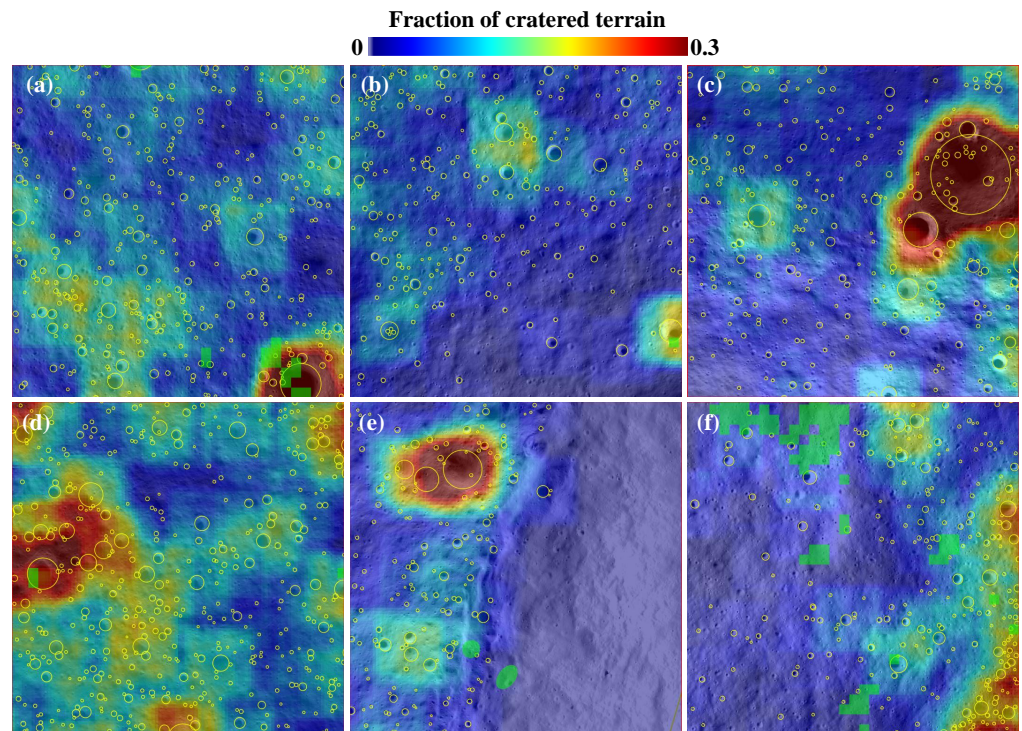 Fraction of cratered terrain
0 0.3
(a) (b) (c)
(d) (e) (f)